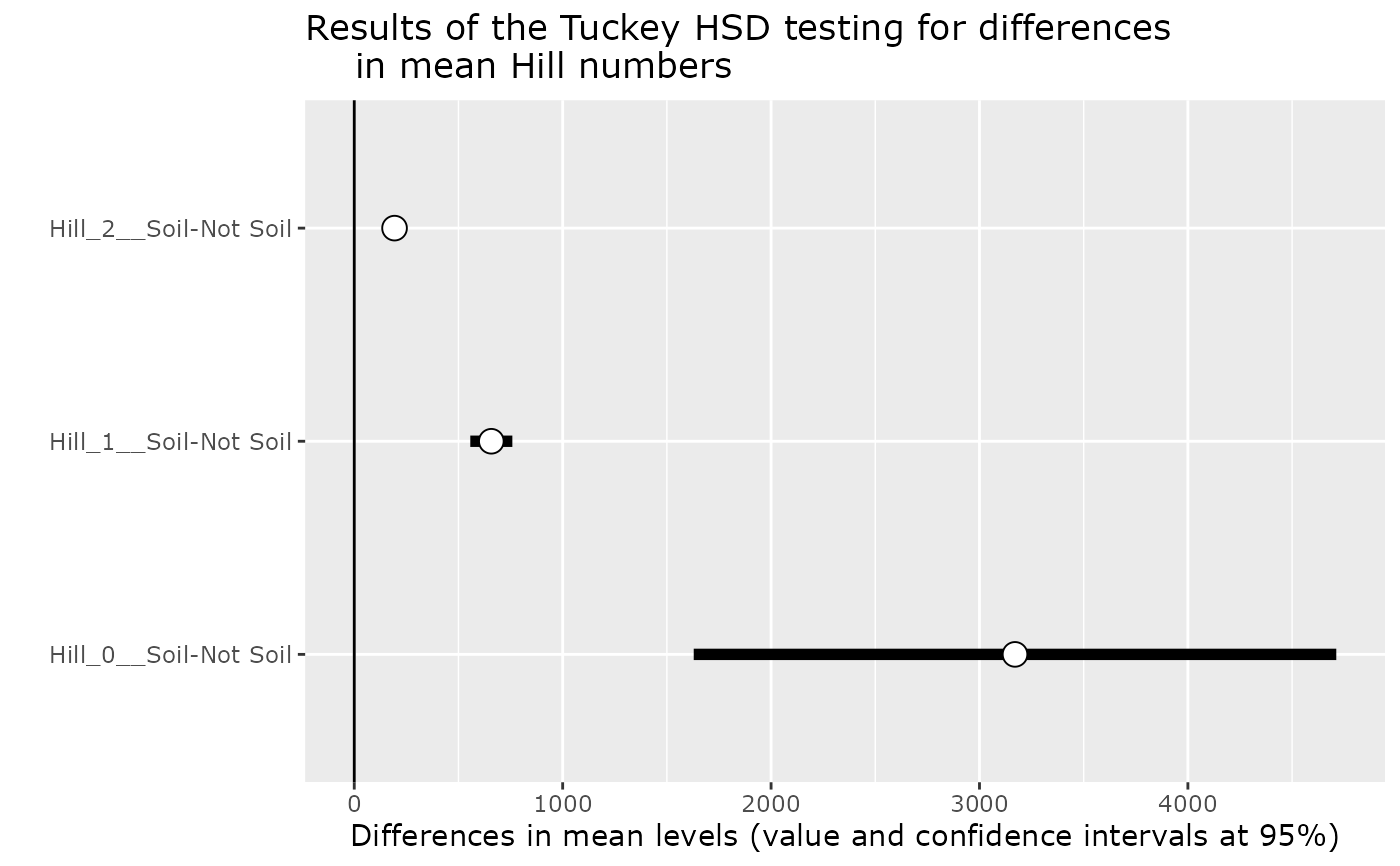 Results of the Tuckey HSD testing for differences
in mean Hill numbers
Hill_2__Soil-Not Soil
Hill_1__Soil-Not Soil
Hill_0__Soil-Not Soil
0 1000 2000 3000 4000
Differences in mean levels (value and confidence intervals at 95%)